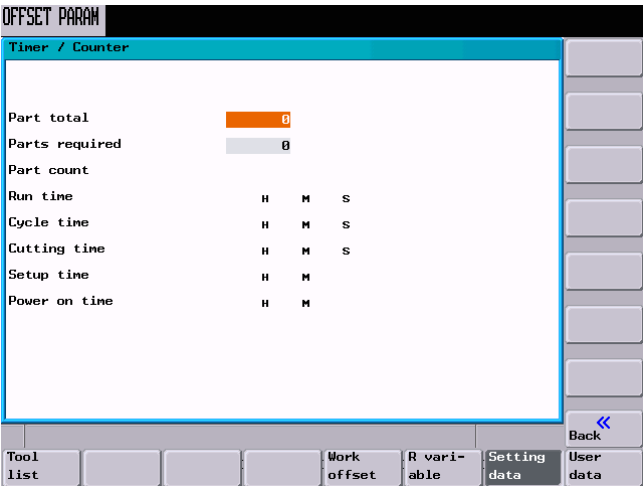 OFFSET PARAM
Timer / Counter
Part total 0
Parts required 0
Part count
Run time H M S
Cycle time H M S
Cutting time H M S
Setup time H M
Power on time H M
«
Back
Tool list
Work offset
R vari-able
Setting data
User data